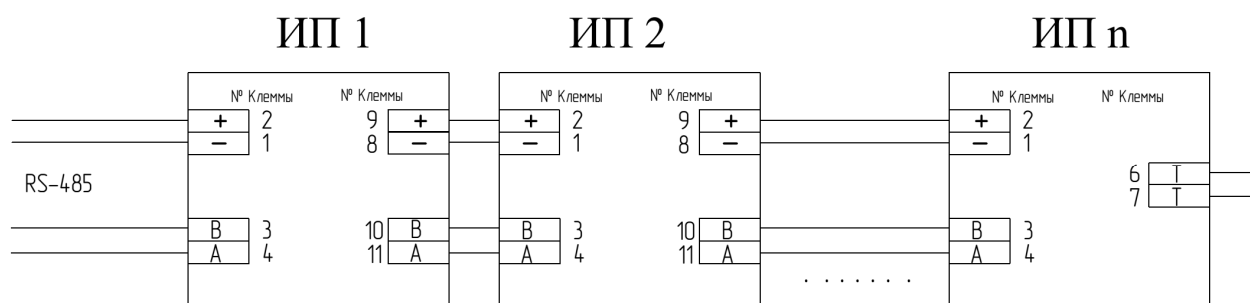 ИП 1 ИП 2 ИП n
№ Клеммы № Клеммы № Клеммы № Клеммы № Клеммы № Клеммы
+ 2 9 + + 2 9 + + 2
− 1 8 − − 1 8 − − 1
6 T
RS-485
7 T
B 3 10 B B 3 10 B B 3
A 4 11 A A 4 11 A A 4
. . . . . . .